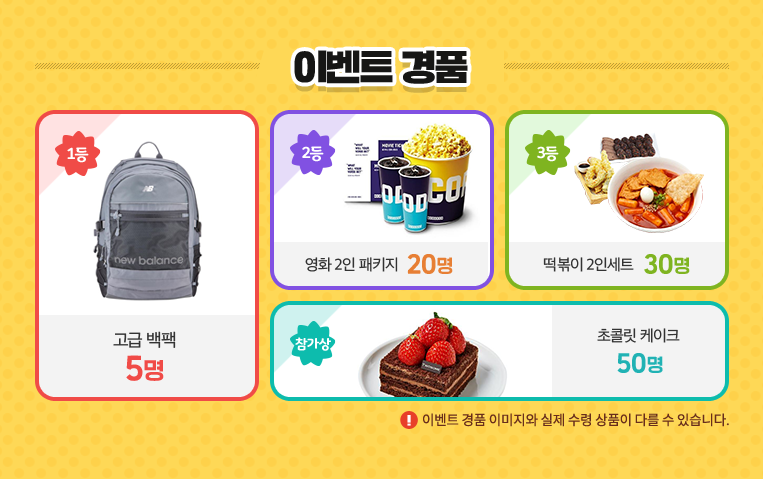 이벤트 경품
1등
NB
new balance
고급 백팩
5명
2등
MOVIE TICKET
영화 2인 패키지 20명
3등
떡볶이 2인세트 30명
참가상
초콜릿 케이크
50명
! 이벤트 경품 이미지와 실제 수령 상품이 다를 수 있습니다.